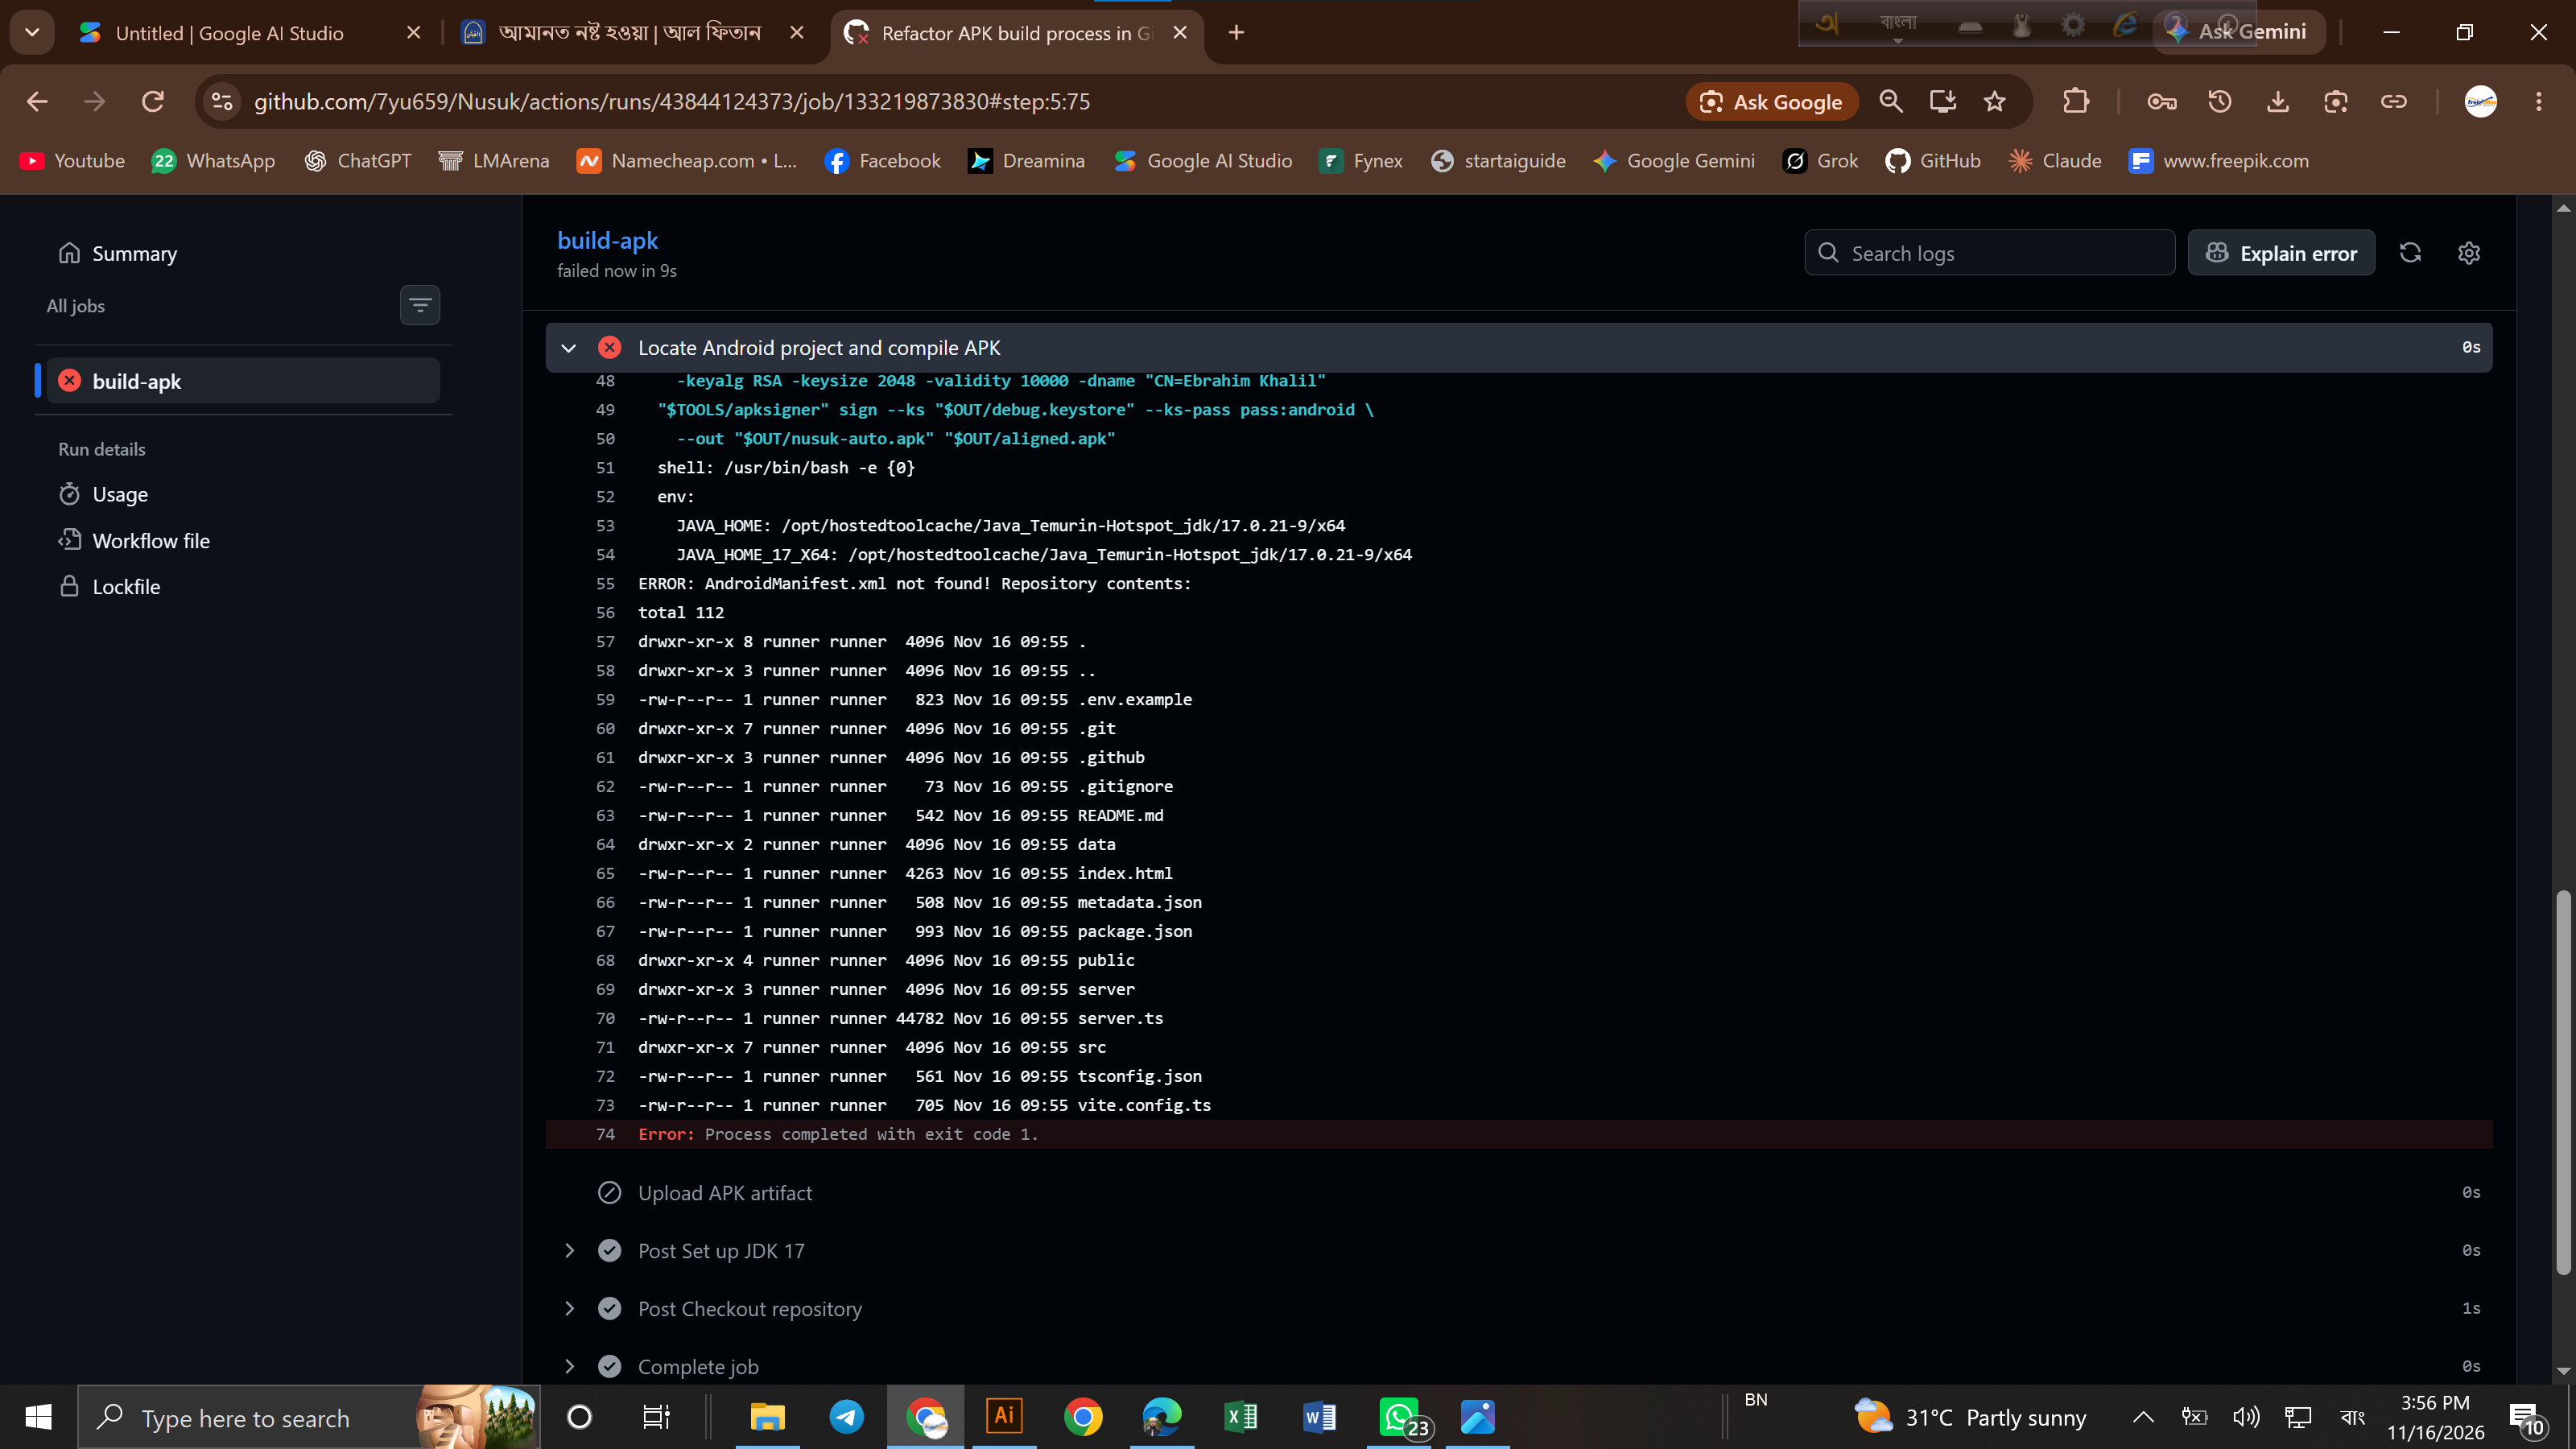 Untitled | Google AI Studio
আমানত নষ্ট হওয়া | আল ফিতান
Refactor APK build process in Gi
বাংলা
Ask Gemini
github.com/7yu659/Nusuk/actions/runs/43844124373/job/133219873830#step:5:75
Ask Google
Youtube
22 WhatsApp
ChatGPT
LMArena
Namecheap.com • L...
Facebook
Dreamina
Google AI Studio
Fynex
startaiguide
Google Gemini
Grok
GitHub
Claude
www.freepik.com
Summary
All jobs
build-apk
Run details
Usage
Workflow file
Lockfile
build-apk
failed now in 9s
Search logs
Explain error
Locate Android project and compile APK 0s
48 -keyalg RSA -keysize 2048 -validity 10000 -dname "CN=Ebrahim Khalil"
49 "$TOOLS/apksigner" sign --ks "$OUT/debug.keystore" --ks-pass pass:android \
50 --out "$OUT/nusuk-auto.apk" "$OUT/aligned.apk"
51 shell: /usr/bin/bash -e {0}
52 env:
53 JAVA_HOME: /opt/hostedtoolcache/Java_Temurin-Hotspot_jdk/17.0.21-9/x64
54 JAVA_HOME_17_X64: /opt/hostedtoolcache/Java_Temurin-Hotspot_jdk/17.0.21-9/x64
55 ERROR: AndroidManifest.xml not found! Repository contents:
56 total 112
57 drwxr-xr-x 8 runner runner 4096 Nov 16 09:55 .
58 drwxr-xr-x 3 runner runner 4096 Nov 16 09:55 ..
59 -rw-r--r-- 1 runner runner 823 Nov 16 09:55 .env.example
60 drwxr-xr-x 7 runner runner 4096 Nov 16 09:55 .git
61 drwxr-xr-x 3 runner runner 4096 Nov 16 09:55 .github
62 -rw-r--r-- 1 runner runner 73 Nov 16 09:55 .gitignore
63 -rw-r--r-- 1 runner runner 542 Nov 16 09:55 README.md
64 drwxr-xr-x 2 runner runner 4096 Nov 16 09:55 data
65 -rw-r--r-- 1 runner runner 4263 Nov 16 09:55 index.html
66 -rw-r--r-- 1 runner runner 508 Nov 16 09:55 metadata.json
67 -rw-r--r-- 1 runner runner 993 Nov 16 09:55 package.json
68 drwxr-xr-x 4 runner runner 4096 Nov 16 09:55 public
69 drwxr-xr-x 3 runner runner 4096 Nov 16 09:55 server
70 -rw-r--r-- 1 runner runner 44782 Nov 16 09:55 server.ts
71 drwxr-xr-x 7 runner runner 4096 Nov 16 09:55 src
72 -rw-r--r-- 1 runner runner 561 Nov 16 09:55 tsconfig.json
73 -rw-r--r-- 1 runner runner 705 Nov 16 09:55 vite.config.ts
74 Error: Process completed with exit code 1.
Upload APK artifact 0s
Post Set up JDK 17 0s
Post Checkout repository 1s
Complete job 0s
Type here to search
Ai
23
BN
31°C Partly sunny
বাং
3:56 PM
11/16/2026
10